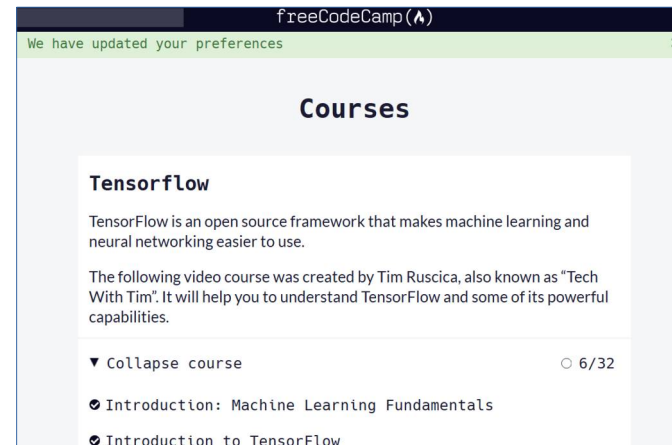 freeCodeCamp(🔥)
We have updated your preferences
Courses
Tensorflow
TensorFlow is an open source framework that makes machine learning and
neural networking easier to use.
The following video course was created by Tim Ruscica, also known as “Tech
With Tim”. It will help you to understand TensorFlow and some of its powerful
capabilities.
▼ Collapse course 6/32
Introduction: Machine Learning Fundamentals
Introduction to TensorFlow